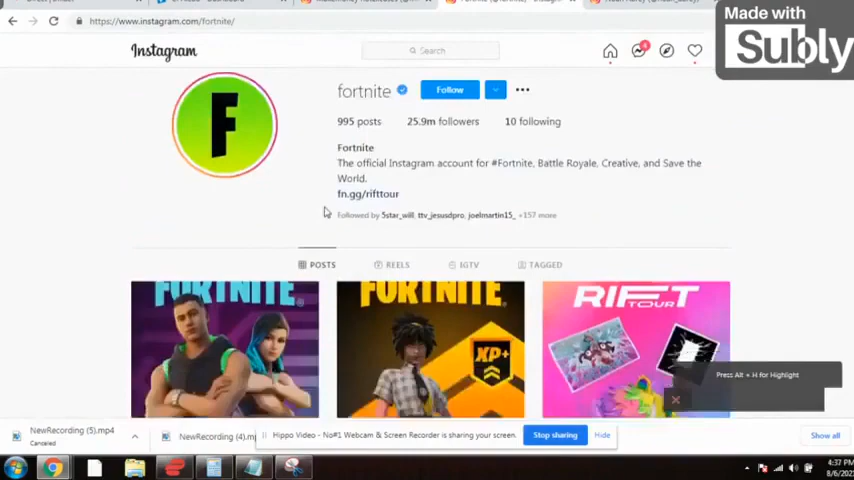 Made with
Subly
https://www.instagram.com/fortnite/
Instagram
Search
4
fortnite
Follow
995 posts 25.9m followers 10 following
Fortnite
The official Instagram account for #Fortnite, Battle Royale, Creative, and Save the
World.
fn.gg/rifttour
Followed by 5star_will, ttv_jesusdpro, joelmartin15_ +157 more
POSTS REELS IGTV TAGGED
FORTNITE
FORTNITE
XP+
RIFT
TOUR
Press Alt + H for Highlight
NewRecording (5).mp4
Canceled
NewRecording (4).m
Hippo Video - No#1 Webcam & Screen Recorder is sharing your screen.
Stop sharing
Hide
Show all
4:37 PM